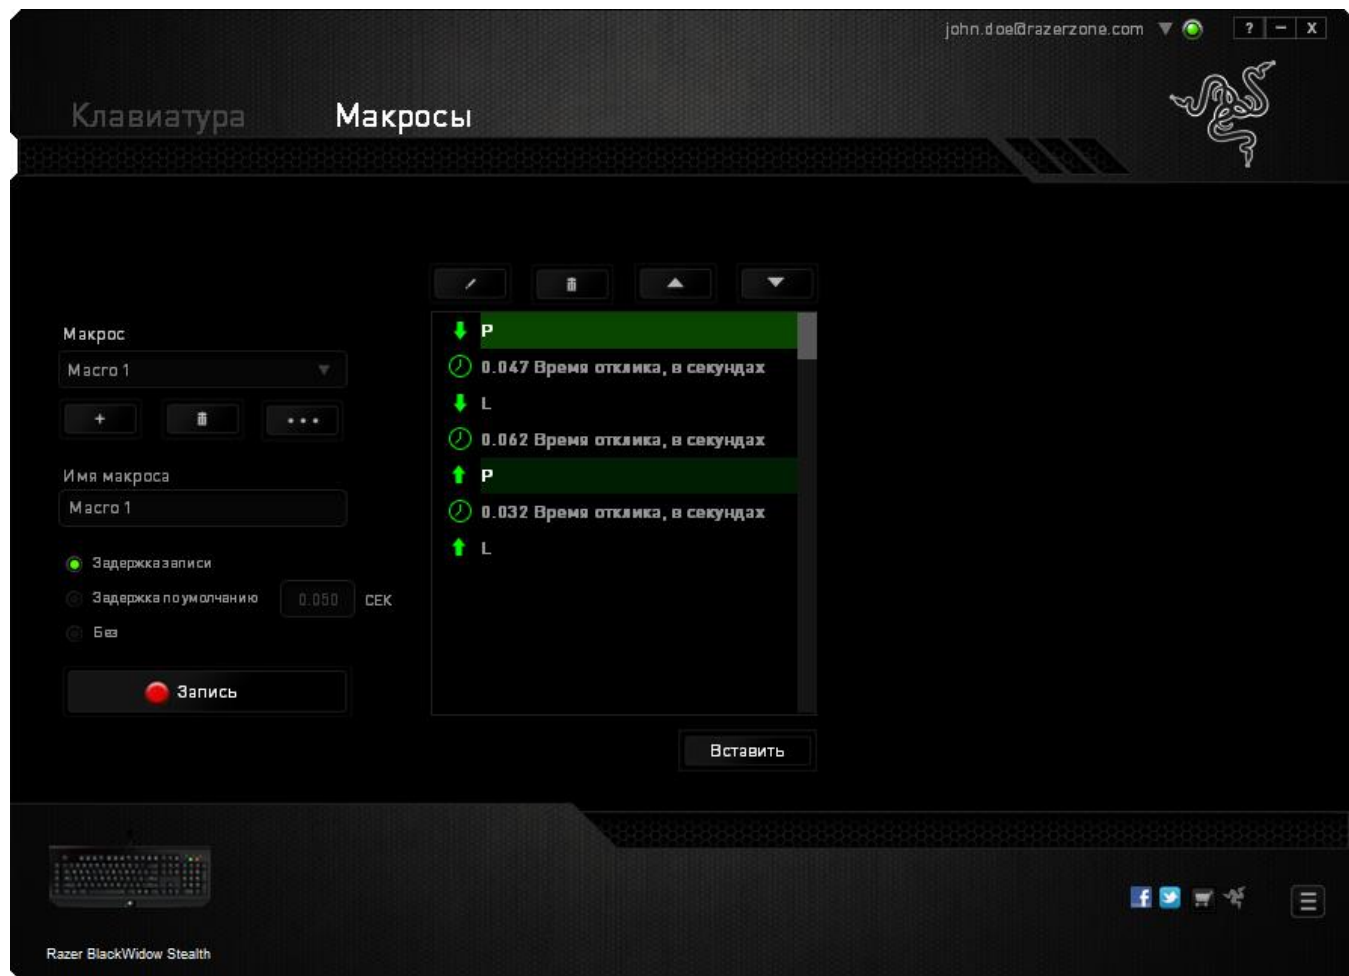 john.doe@razerzone.com
? – X
Клавиатура Макросы
Макрос
Macro 1
+
Имя макроса
Macro 1
Задержка записи
Задержка по умолчанию 0.050 СЕК
Без
Запись
P
0.047 Время отклика, в секундах
L
0.062 Время отклика, в секундах
P
0.032 Время отклика, в секундах
L
Вставить
Razer BlackWidow Stealth